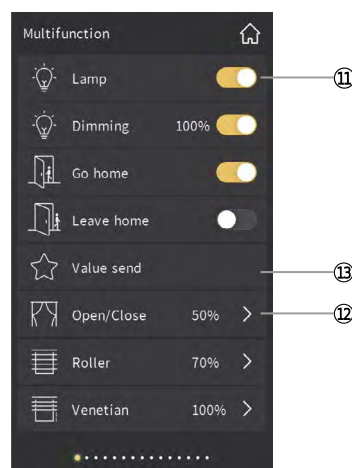 Multifunction
Lamp ⑪
Dimming 100%
Go home
Leave home
Value send ⑬
Open/Close 50% > ⑫
Roller 70% >
Venetian 100% >